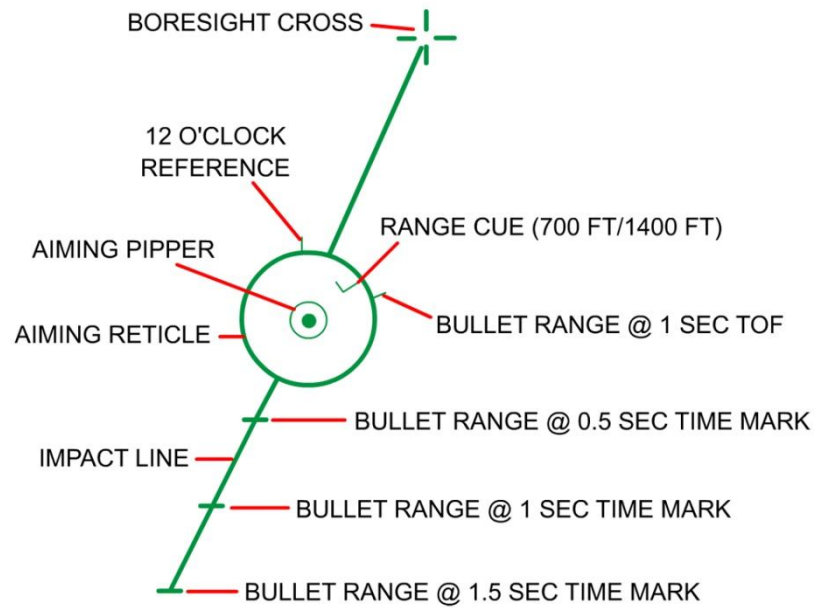 BORESIGHT CROSS
12 O'CLOCK
REFERENCE
RANGE CUE (700 FT/1400 FT)
AIMING PIPPER
BULLET RANGE @ 1 SEC TOF
AIMING RETICLE
BULLET RANGE @ 0.5 SEC TIME MARK
IMPACT LINE
BULLET RANGE @ 1 SEC TIME MARK
BULLET RANGE @ 1.5 SEC TIME MARK